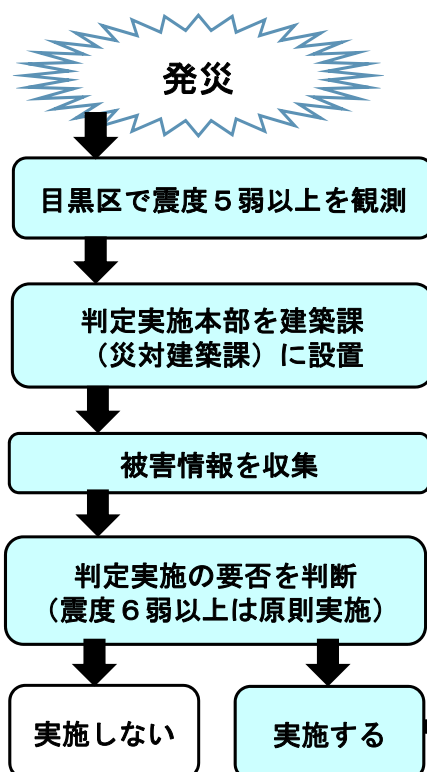 発災
目黒区で震度５弱以上を観測
判定実施本部を建築課
（災対建築課）に設置
被害情報を収集
判定実施の要否を判断
（震度６弱以上は原則実施）
実施しない
実施する